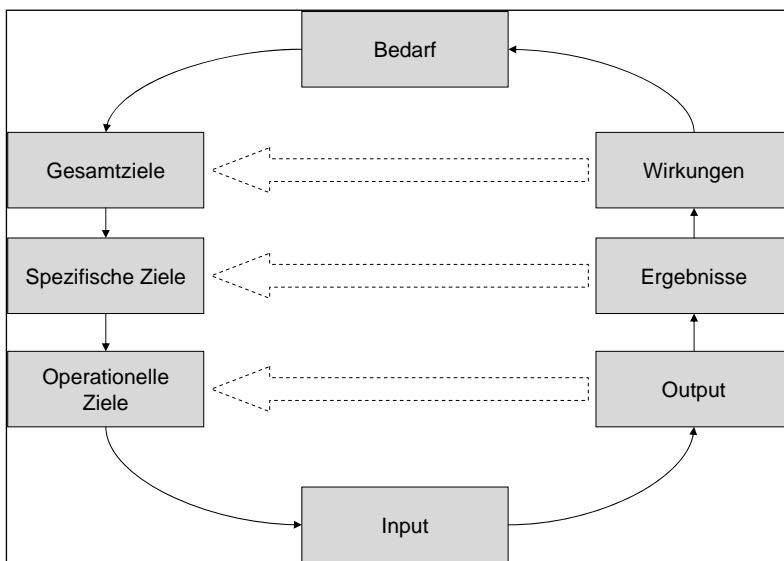 Bedarf
Gesamtziele
Wirkungen
Spezifische Ziele
Ergebnisse
Operationelle
Ziele
Output
Input